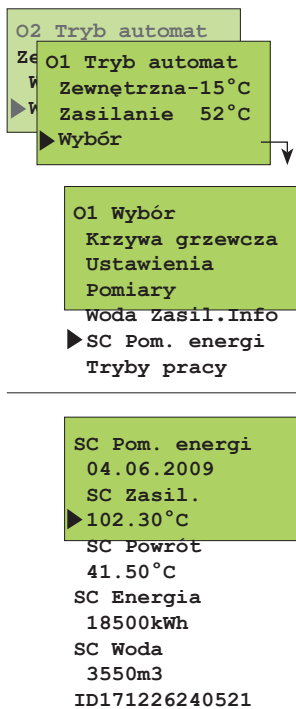 O2 Tryb automat
Ze
W
W
O1 Tryb automat
Zewnętrzna-15°C
Zasilanie 52°C
Wybór
O1 Wybór
Krzywa grzewcza
Ustawienia
Pomiary
Woda Zasil.Info
SC Pom. energi
Tryby pracy
SC Pom. energi
04.06.2009
SC Zasil.
102.30°C
SC Powrót
41.50°C
SC Energia
18500kWh
SC Woda
3550m3
ID171226240521